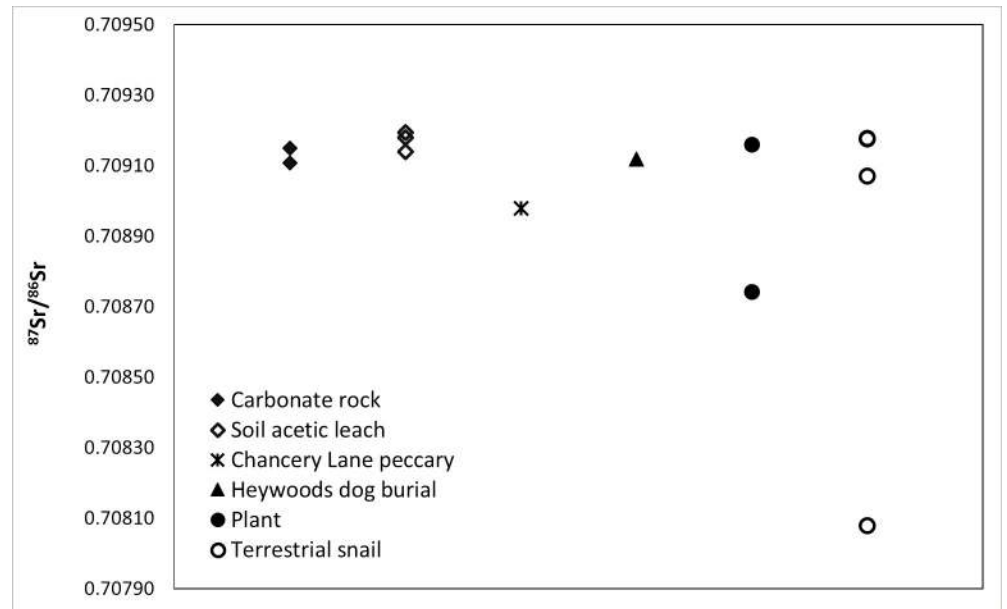 0.70950
0.70930
0.70910
0.70890
0.70870
0.70850
0.70830
0.70810
0.70790
⁸⁷Sr/⁸⁶Sr
Carbonate rock
Soil acetic leach
Chancery Lane peccary
Heywoods dog burial
Plant
Terrestrial snail